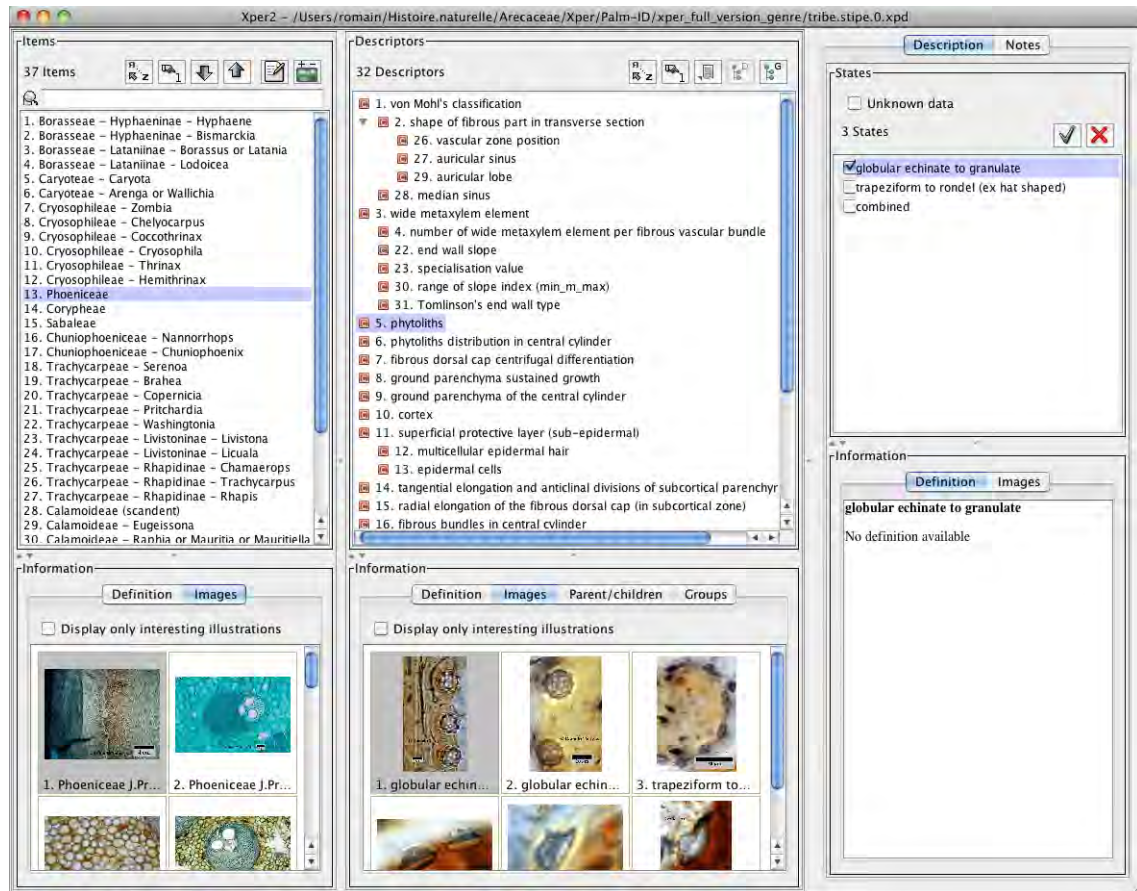 Xper2 – /Users/romain/Histoire.naturelle/Arecaceae/Xper/Palm-ID/xper_full_version_genre/tribe.stipe.0.xpd
Items
37 Items
1. Borasseae – Hyphaeninae – Hyphaene
2. Borasseae – Hyphaeninae – Bismarckia
3. Borasseae – Lataniinae – Borassus or Latania
4. Borasseae – Lataniinae – Lodoicea
5. Caryoteae – Caryota
6. Caryoteae – Arenga or Wallichia
7. Cryosophileae – Zombia
8. Cryosophileae – Chelyocarpus
9. Cryosophileae – Coccothrinax
10. Cryosophileae – Cryosophila
11. Cryosophileae – Thrinax
12. Cryosophileae – Hemithrinax
13. Phoeniceae
14. Corypheae
15. Sabaleae
16. Chuniophoeniceae – Nannorrhops
17. Chuniophoeniceae – Chuniophoenix
18. Trachycarpeae – Serenoa
19. Trachycarpeae – Brahea
20. Trachycarpeae – Copernicia
21. Trachycarpeae – Pritchardia
22. Trachycarpeae – Washingtonia
23. Trachycarpeae – Livistoninae – Livistona
24. Trachycarpeae – Livistoninae – Licuala
25. Trachycarpeae – Rhapidinae – Chamaerops
26. Trachycarpeae – Rhapidinae – Trachycarpus
27. Trachycarpeae – Rhapidinae – Rhapis
28. Calamoideae (scandent)
29. Calamoideae – Eugeissona
30. Calamoideae – Raphia or Mauritia or Mauritiella
Information
Definition Images
Display only interesting illustrations
1. Phoeniceae J.Pr... 2. Phoeniceae J.Pr...
Descriptors
32 Descriptors
1. von Mohl's classification
2. shape of fibrous part in transverse section
26. vascular zone position
27. auricular sinus
29. auricular lobe
28. median sinus
3. wide metaxylem element
4. number of wide metaxylem element per fibrous vascular bundle
22. end wall slope
23. specialisation value
30. range of slope index (min_m_max)
31. Tomlinson's end wall type
5. phytoliths
6. phytoliths distribution in central cylinder
7. fibrous dorsal cap centrifugal differentiation
8. ground parenchyma sustained growth
9. ground parenchyma of the central cylinder
10. cortex
11. superficial protective layer (sub-epidermal)
12. multicellular epidermal hair
13. epidermal cells
14. tangential elongation and anticlinal divisions of subcortical parenchyr
15. radial elongation of the fibrous dorsal cap (in subcortical zone)
16. fibrous bundles in central cylinder
Information
Definition Images Parent/children Groups
Display only interesting illustrations
1. globular echin... 2. globular echin... 3. trapeziform to...
Description Notes
States
Unknown data
3 States
globular echinate to granulate
trapeziform to rondel (ex hat shaped)
combined
Information
Definition Images
globular echinate to granulate
No definition available